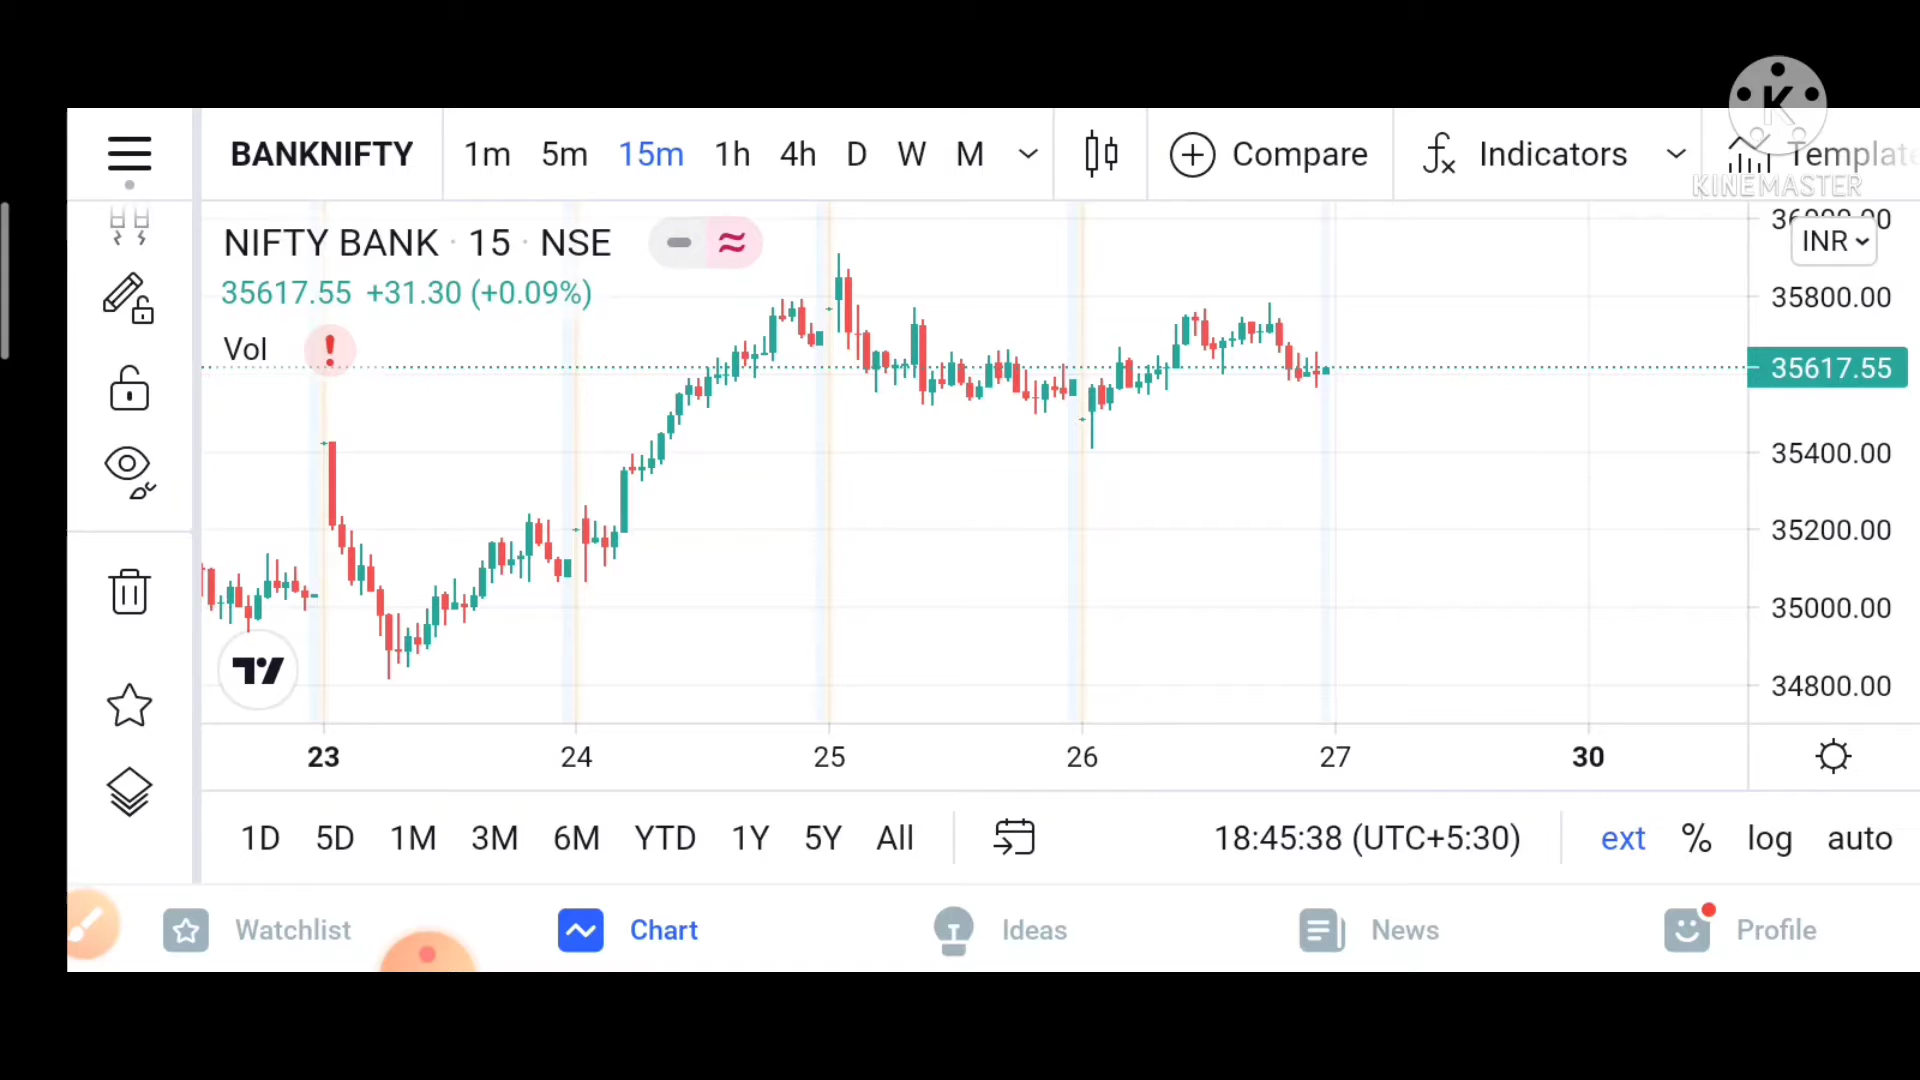 BANKNIFTY 1m 5m 15m 1h 4h D W M Compare Indicators
K
KINEMASTER
NIFTY BANK · 15 · NSE
35617.55 +31.30 (+0.09%)
Vol
INR
35800.00
35617.55
35400.00
35200.00
35000.00
34800.00
23 24 25 26 27 30
1D 5D 1M 3M 6M YTD 1Y 5Y All 18:45:38 (UTC+5:30) ext % log auto
Watchlist Chart Ideas News Profile